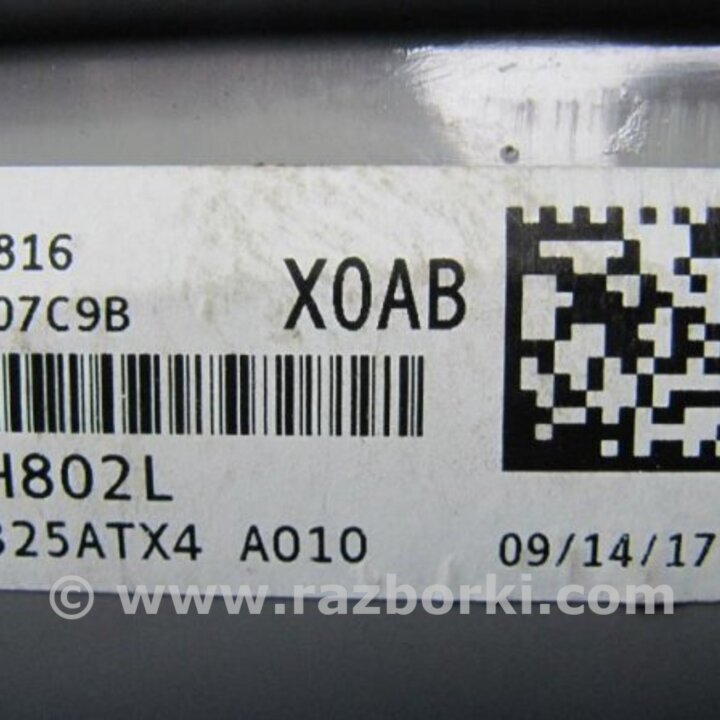 816
07C9B X0AB
H802L
325ATX4 A010 09/14/17
© www.razborki.com